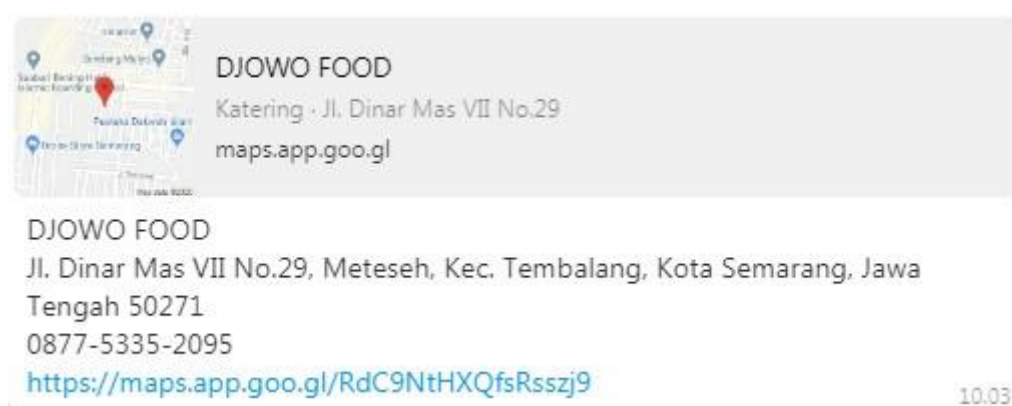 DJOWO FOOD
Katering · Jl. Dinar Mas VII No.29
maps.app.goo.gl
DJOWO FOOD
Jl. Dinar Mas VII No.29, Meteseh, Kec. Tembalang, Kota Semarang, Jawa
Tengah 50271
0877-5335-2095
https://maps.app.goo.gl/RdC9NtHXQfsRsszj9
10.03